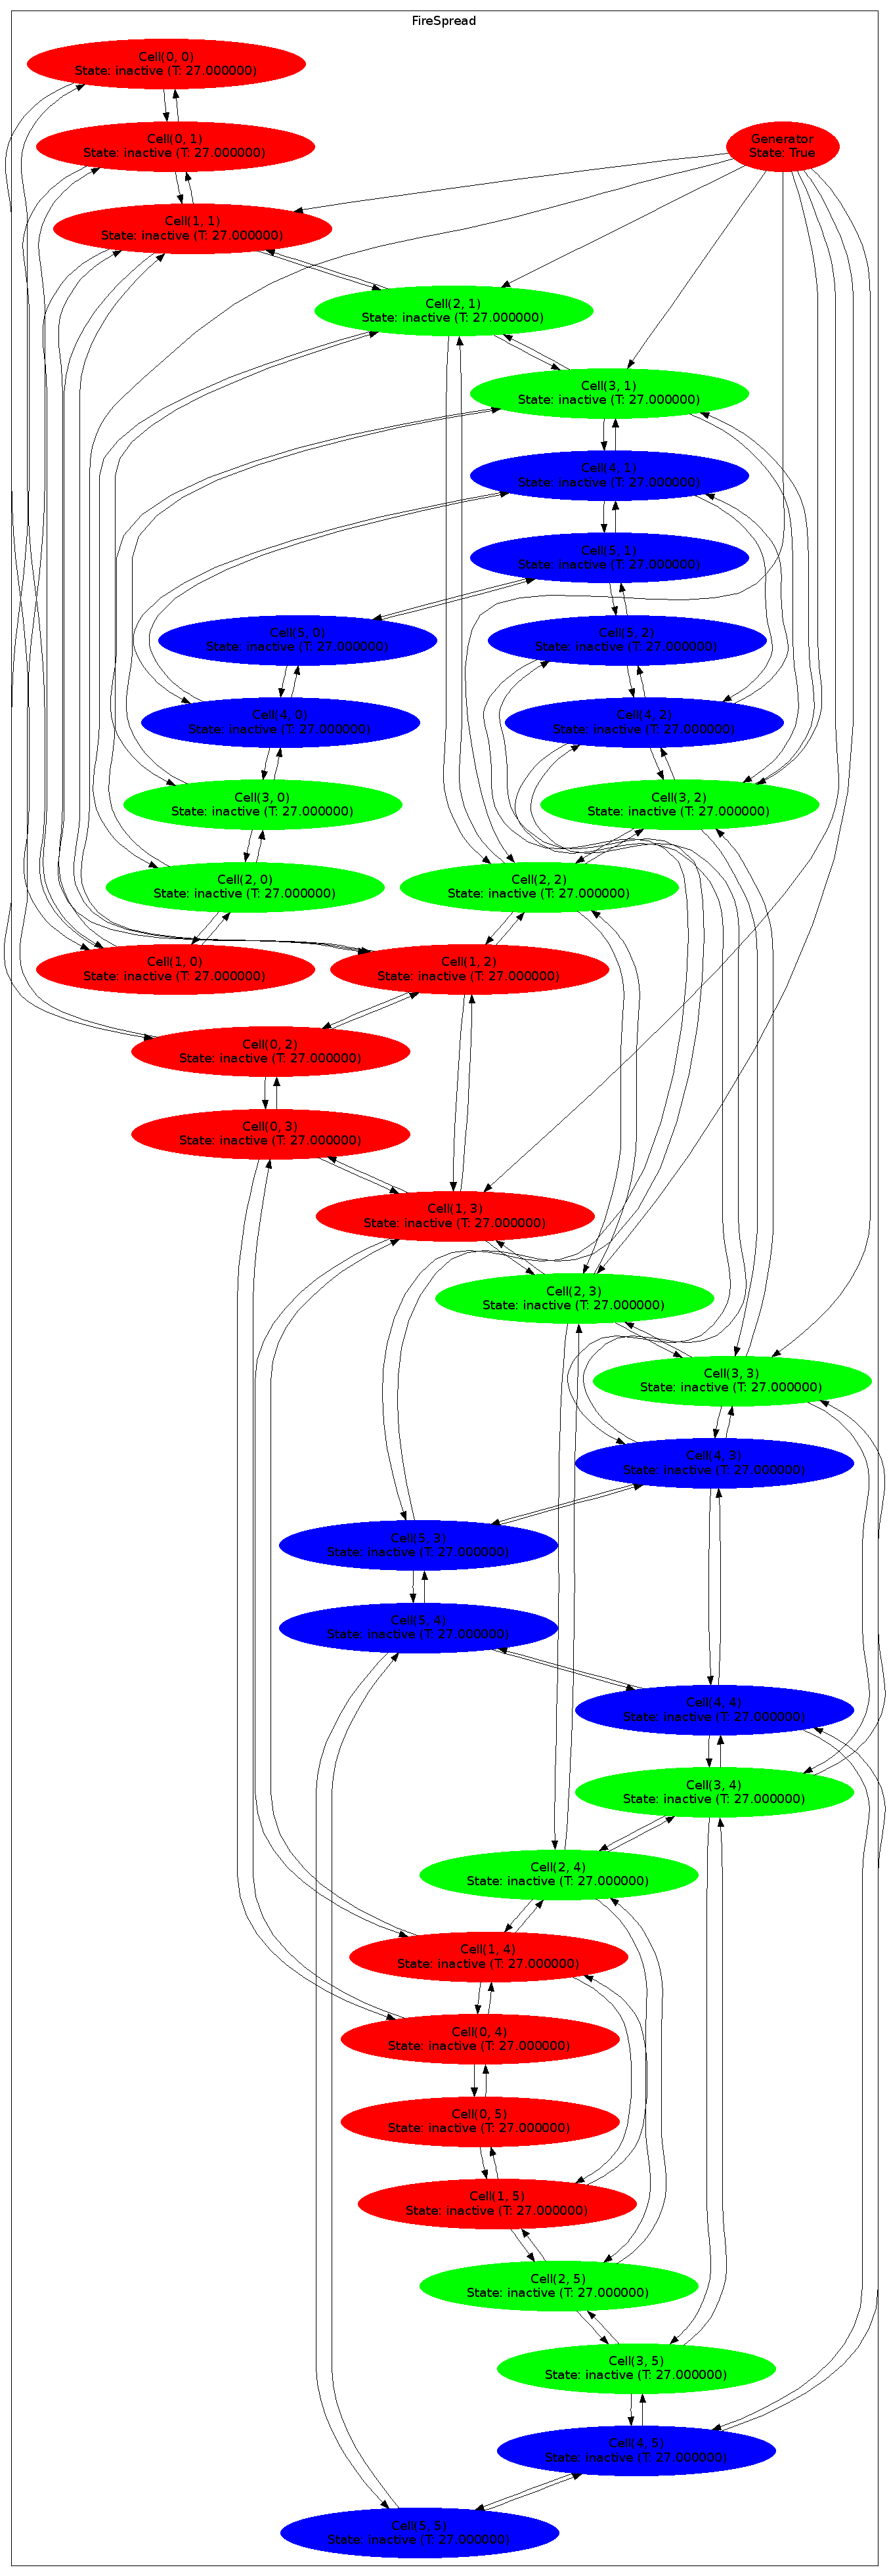 FireSpread
Cell(0, 0)
State: inactive (T: 27.000000)
Cell(0, 1)
State: inactive (T: 27.000000)
Generator
State: True
Cell(1, 1)
State: inactive (T: 27.000000)
Cell(2, 1)
State: inactive (T: 27.000000)
Cell(3, 1)
State: inactive (T: 27.000000)
Cell(4, 1)
State: inactive (T: 27.000000)
Cell(5, 1)
State: inactive (T: 27.000000)
Cell(5, 0)
State: inactive (T: 27.000000)
Cell(5, 2)
State: inactive (T: 27.000000)
Cell(4, 0)
State: inactive (T: 27.000000)
Cell(4, 2)
State: inactive (T: 27.000000)
Cell(3, 0)
State: inactive (T: 27.000000)
Cell(3, 2)
State: inactive (T: 27.000000)
Cell(2, 0)
State: inactive (T: 27.000000)
Cell(2, 2)
State: inactive (T: 27.000000)
Cell(1, 0)
State: inactive (T: 27.000000)
Cell(1, 2)
State: inactive (T: 27.000000)
Cell(0, 2)
State: inactive (T: 27.000000)
Cell(0, 3)
State: inactive (T: 27.000000)
Cell(1, 3)
State: inactive (T: 27.000000)
Cell(2, 3)
State: inactive (T: 27.000000)
Cell(3, 3)
State: inactive (T: 27.000000)
Cell(4, 3)
State: inactive (T: 27.000000)
Cell(5, 3)
State: inactive (T: 27.000000)
Cell(5, 4)
State: inactive (T: 27.000000)
Cell(4, 4)
State: inactive (T: 27.000000)
Cell(3, 4)
State: inactive (T: 27.000000)
Cell(2, 4)
State: inactive (T: 27.000000)
Cell(1, 4)
State: inactive (T: 27.000000)
Cell(0, 4)
State: inactive (T: 27.000000)
Cell(0, 5)
State: inactive (T: 27.000000)
Cell(1, 5)
State: inactive (T: 27.000000)
Cell(2, 5)
State: inactive (T: 27.000000)
Cell(3, 5)
State: inactive (T: 27.000000)
Cell(4, 5)
State: inactive (T: 27.000000)
Cell(5, 5)
State: inactive (T: 27.000000)